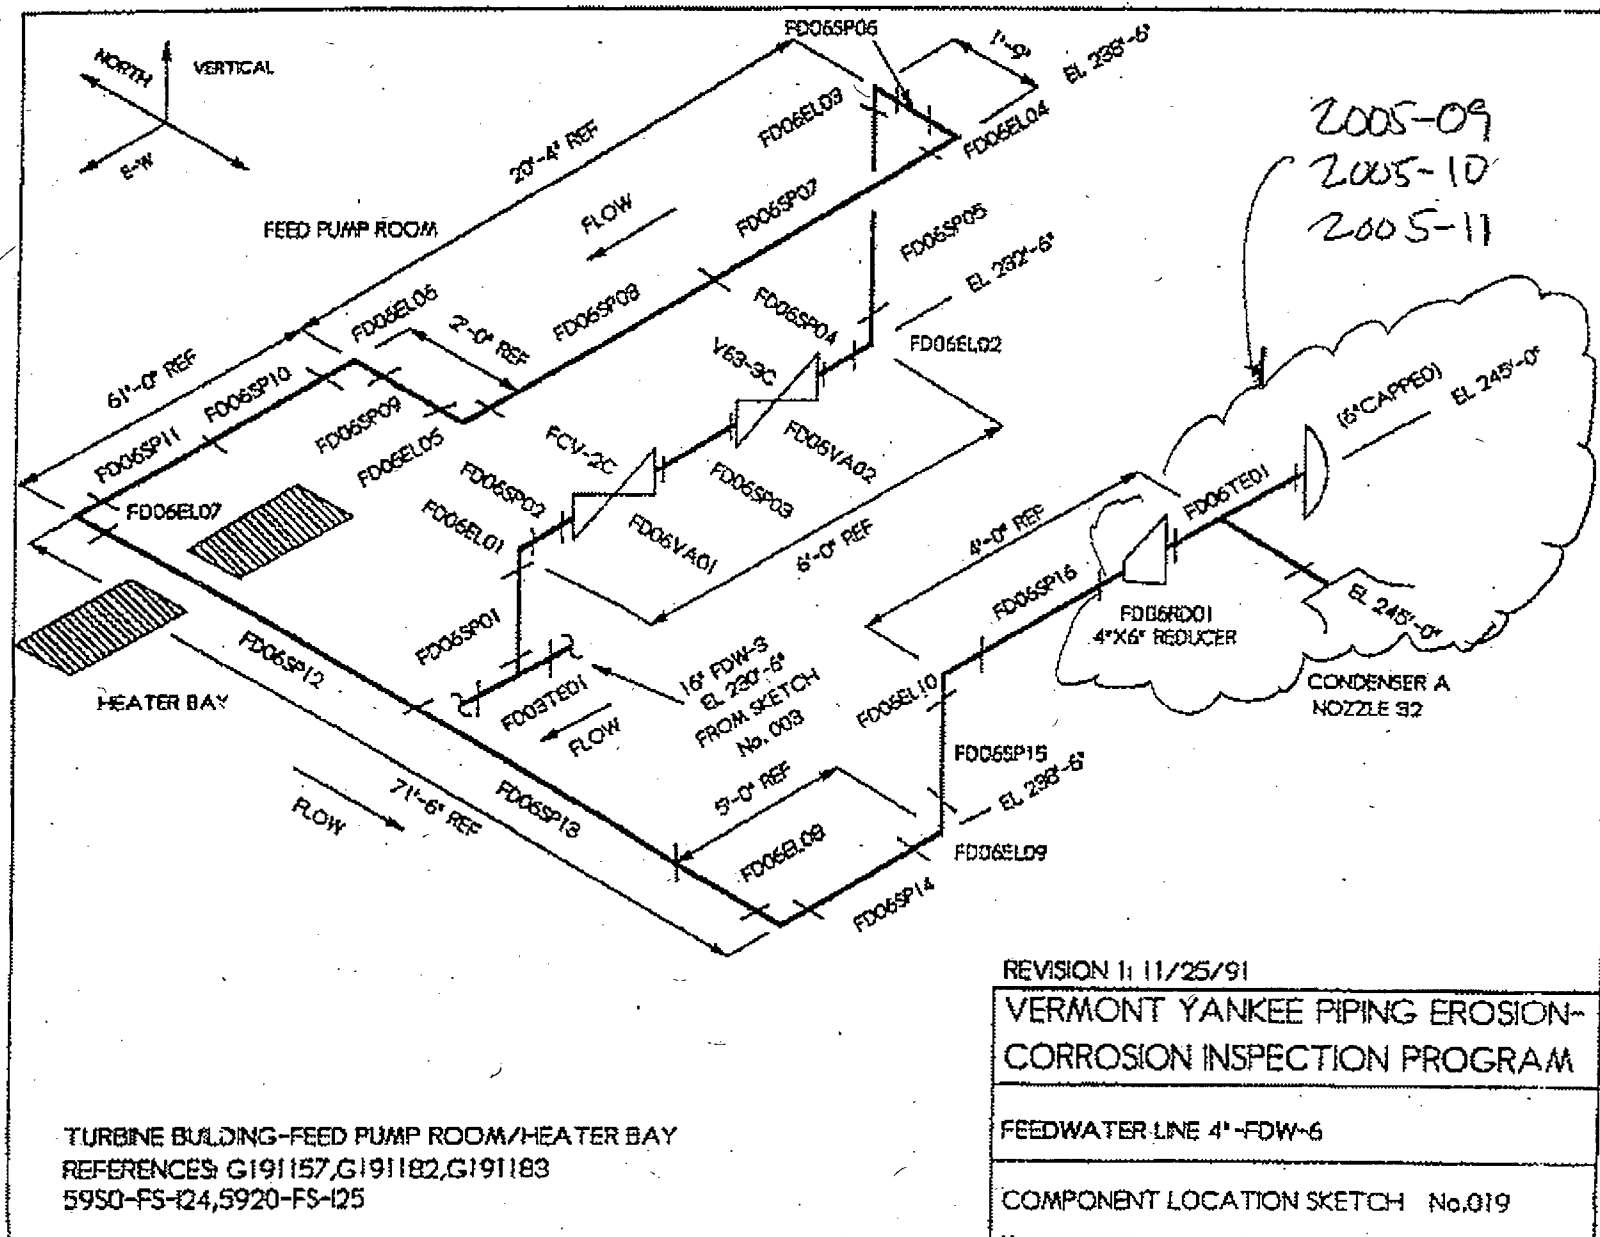 NORTH
VERTICAL
E-W
FD06SP06
1'-9"
EL 238'-6"
FD06EL03
FD06EL04
20'-4" REF
FEED PUMP ROOM
FLOW
FD06SP07
FD06SP05
EL 232'-6"
2005-09
2005-10
2005-11
FD06EL06
2'-0" REF
FD06SP08
FD06SP04
V63-3C
FD06EL02
61'-0" REF
FD06SP10
FD06SP11
FD06SP09
FD06EL05
FD06EL07
FCV-2C
FD06SP02
FD06EL01
FD06VA02
FD06SP03
FD06VA01
6'-0" REF
(6"CAPPED)
EL 245'-0"
FD06TE01
4'-0" REF
FD06SP16
FD06RD01
4"X6" REDUCER
EL 245'-0"
CONDENSER A
NOZZLE 32
FD06SP01
FD06SP12
HEATER BAY
FD03TE01
FLOW
16" FDW-3
EL 230'-6"
FROM SKETCH
No. 003
FD06EL10
FD06SP15
EL 238'-6"
5'-0" REF
FLOW
71'-6" REF
FD06SP13
FD06EL08
FD06EL09
FD06SP14
REVISION 1: 11/25/91
VERMONT YANKEE PIPING EROSION-
CORROSION INSPECTION PROGRAM
FEEDWATER LINE 4"-FDW-6
COMPONENT LOCATION SKETCH No.019
TURBINE BUILDING-FEED PUMP ROOM/HEATER BAY
REFERENCES: G191157,G191182,G191183
5950-FS-I24,5920-FS-I25